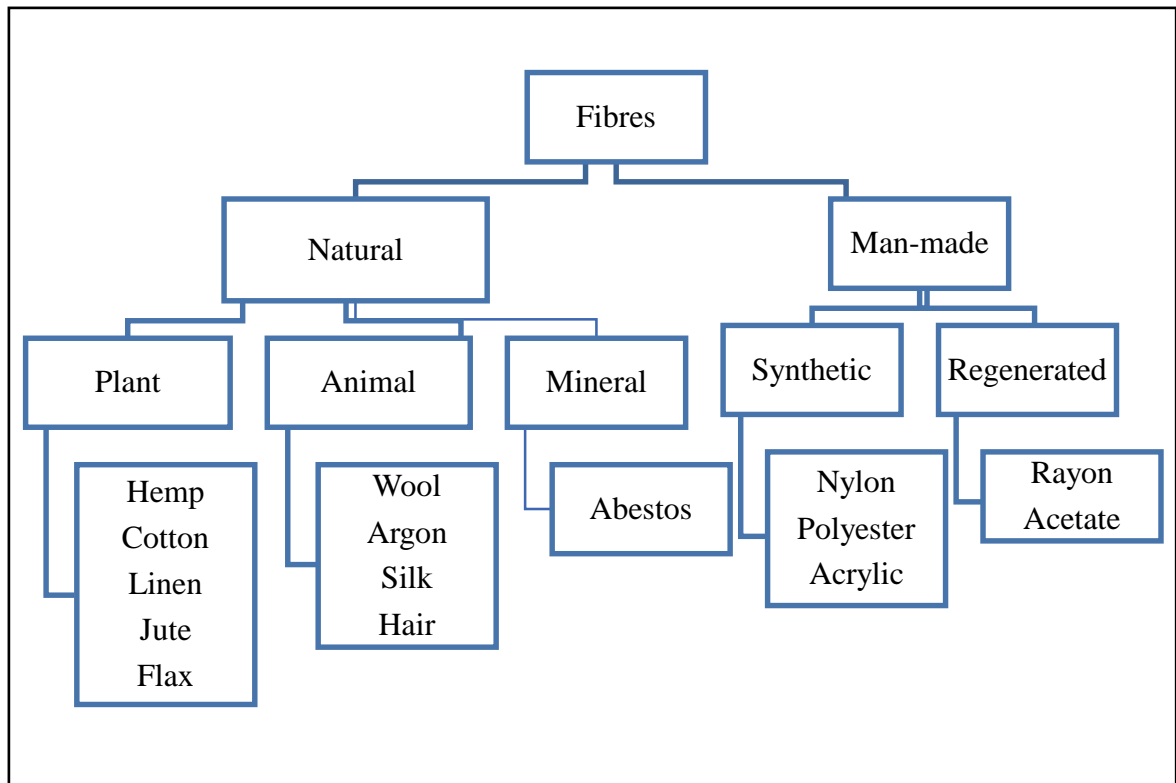 Fibres
Natural
Man-made
Plant
Animal
Mineral
Synthetic
Regenerated
Hemp
Cotton
Linen
Jute
Flax
Wool
Argon
Silk
Hair
Abestos
Nylon
Polyester
Acrylic
Rayon
Acetate